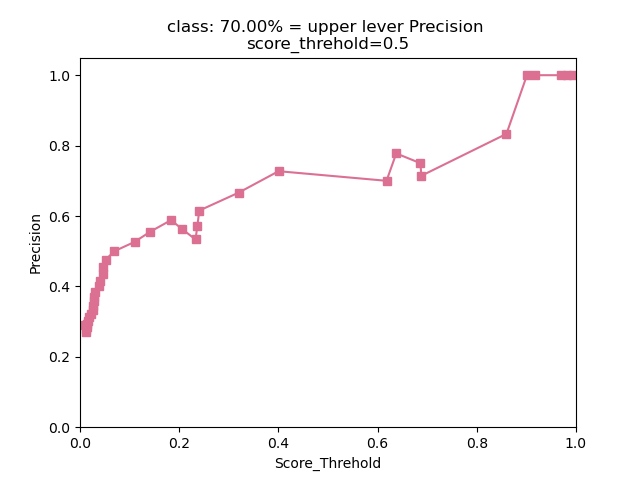 class: 70.00% = upper lever Precision
score_threhold=0.5
1.0
0.8
0.6
0.4
0.2
0.0
Precision
0.0 0.2 0.4 0.6 0.8 1.0
Score_Threhold